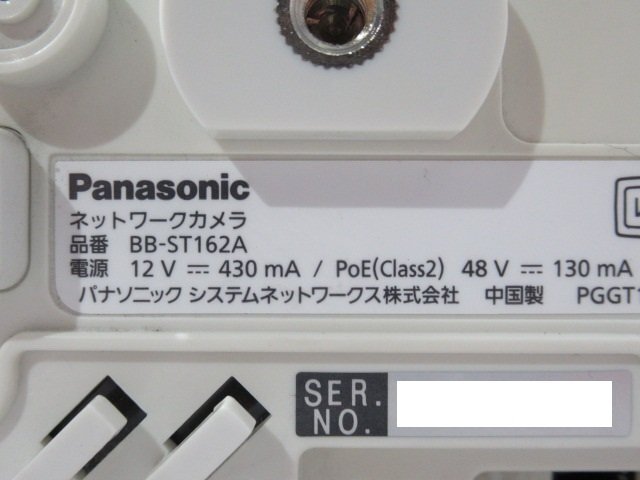 Panasonic
ネットワークカメラ
品番 BB-ST162A
電源 12 V ⎓ 430 mA / PoE(Class2) 48 V ⎓ 130 mA
パナソニック システムネットワークス株式会社 中国製 PGGT1
SER.
NO.